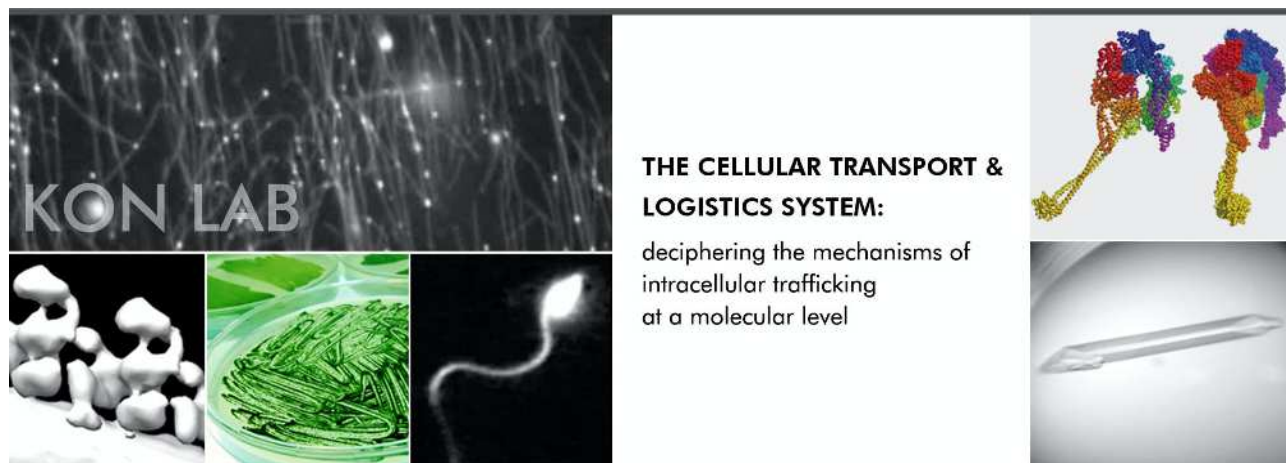 KON LAB
THE CELLULAR TRANSPORT &
LOGISTICS SYSTEM:
deciphering the mechanisms of
intracellular trafficking
at a molecular level